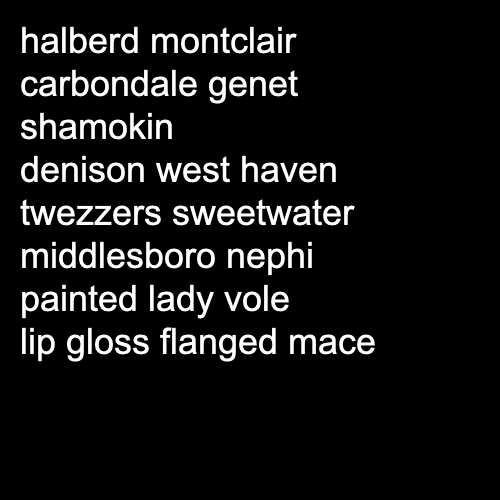 halberd montclair
carbondale genet
shamokin
denison west haven
twezzers sweetwater
middlesboro nephi
painted lady vole
lip gloss flanged mace